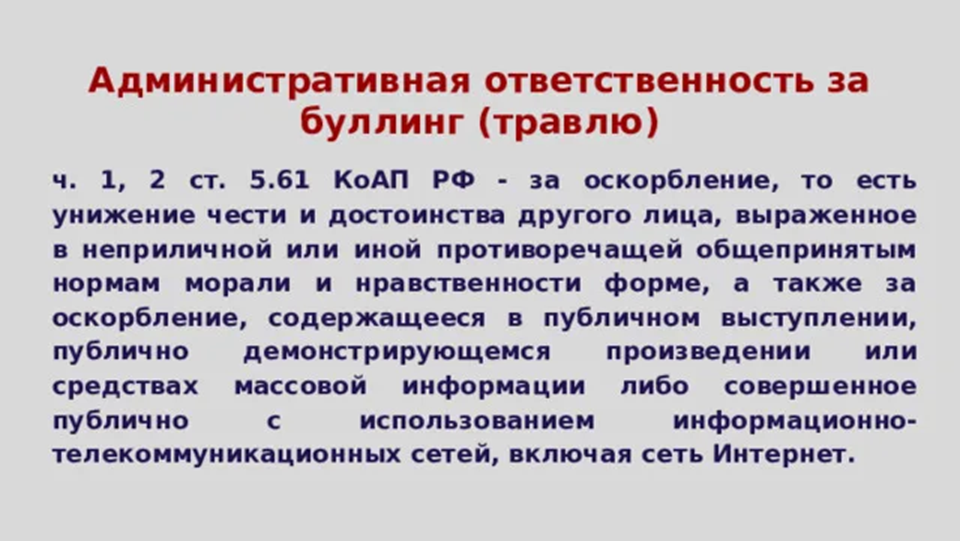 Административная ответственность за
буллинг (травлю)
ч. 1, 2 ст. 5.61 КоАП РФ - за оскорбление, то есть
унижение чести и достоинства другого лица, выраженное
в неприличной или иной противоречащей общепринятым
нормам морали и нравственности форме, а также за
оскорбление, содержащееся в публичном выступлении,
публично демонстрирующемся произведении или
средствах массовой информации либо совершенное
публично с использованием информационно-
телекоммуникационных сетей, включая сеть Интернет.